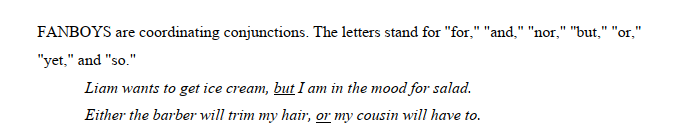 FANBOYS are coordinating conjunctions. The letters stand for "for," "and," "nor," "but," "or,"
"yet," and "so."
Liam wants to get ice cream, but I am in the mood for salad.
Either the barber will trim my hair, or my cousin will have to.